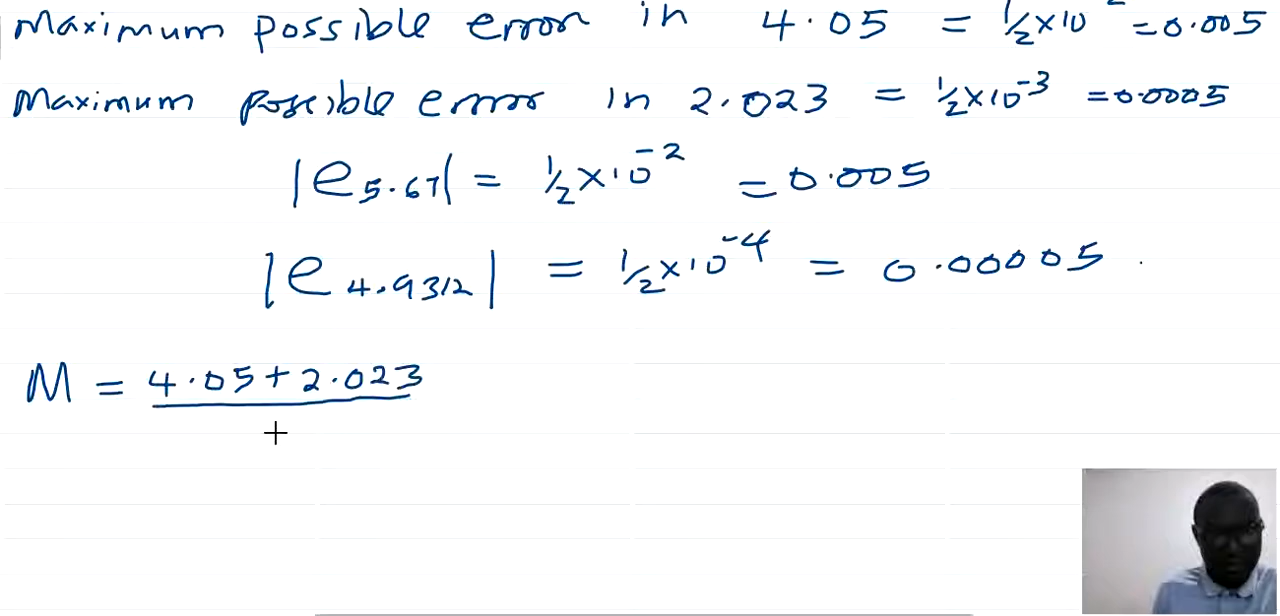 Maximum possible error in 4.05 = ½×10⁻² = 0.005
Maximum possible error in 2.023 = ½×10⁻³ = 0.0005
|e₅.₆₇| = ½×10⁻² = 0.005
|e₄.₉₃₁₂| = ½×10⁻⁴ = 0.00005.
M = 4.05 + 2.023